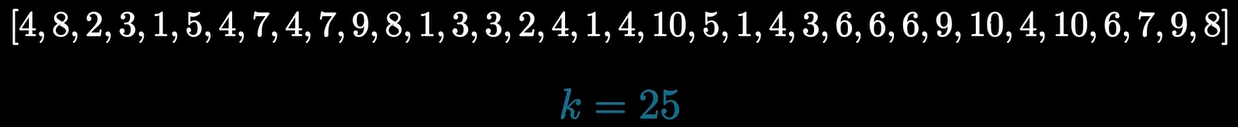 [4, 8, 2, 3, 1, 5, 4, 7, 4, 7, 9, 8, 1, 3, 3, 2, 4, 1, 4, 10, 5, 1, 4, 3, 6, 6, 6, 9, 10, 4, 10, 6, 7, 9, 8]
k = 25